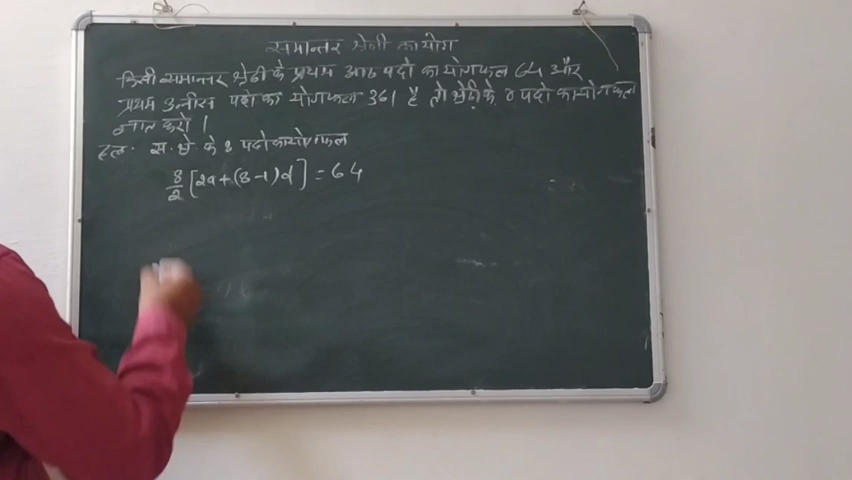 समान्तर श्रेणी का योग
किसी समान्तर श्रेढी के प्रथम आठ पदो का योगफल 64 और
प्रथम उन्नीस पदो का योगफल 361 है तो श्रेढ़ी के n पदो का योगफल
ज्ञात करो ।
हल· स. श्रे. के 8 पदो का योगफल
8/2 [2a+(8-1)d] = 64